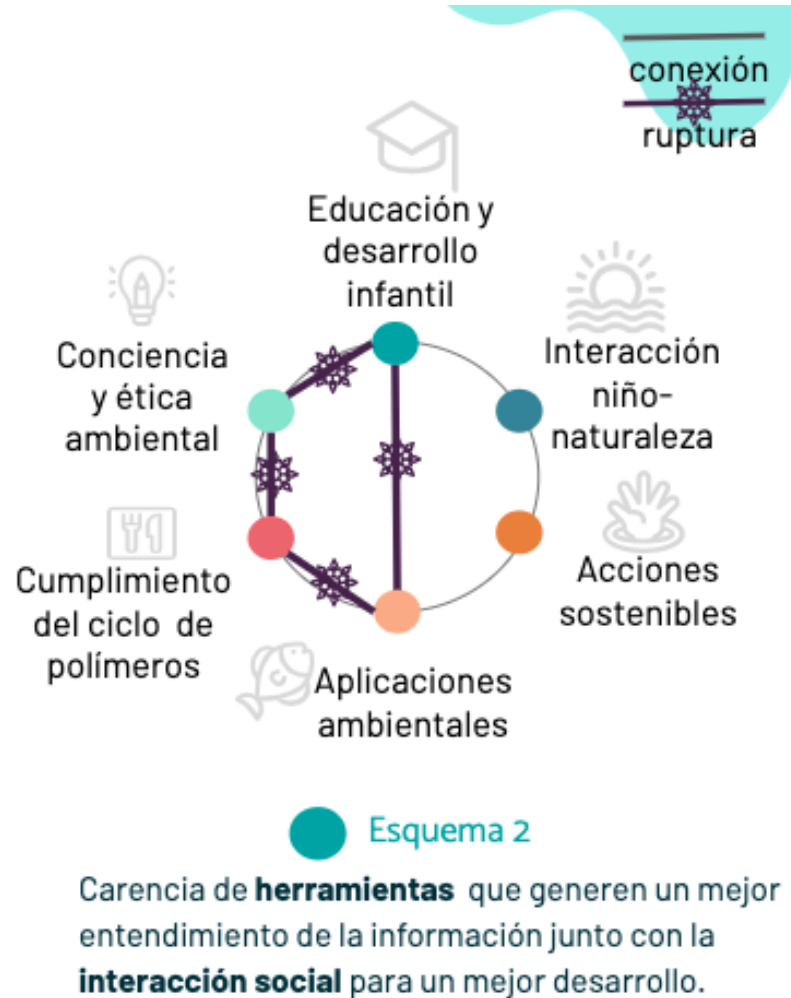 conexión
ruptura
Educación y
desarrollo
infantil
Conciencia
y ética
ambiental
Interacción
niño-
naturaleza
Cumplimiento
del ciclo de
polímeros
Acciones
sostenibles
Aplicaciones
ambientales
Esquema 2
Carencia de herramientas que generen un mejor
entendimiento de la información junto con la
interacción social para un mejor desarrollo.